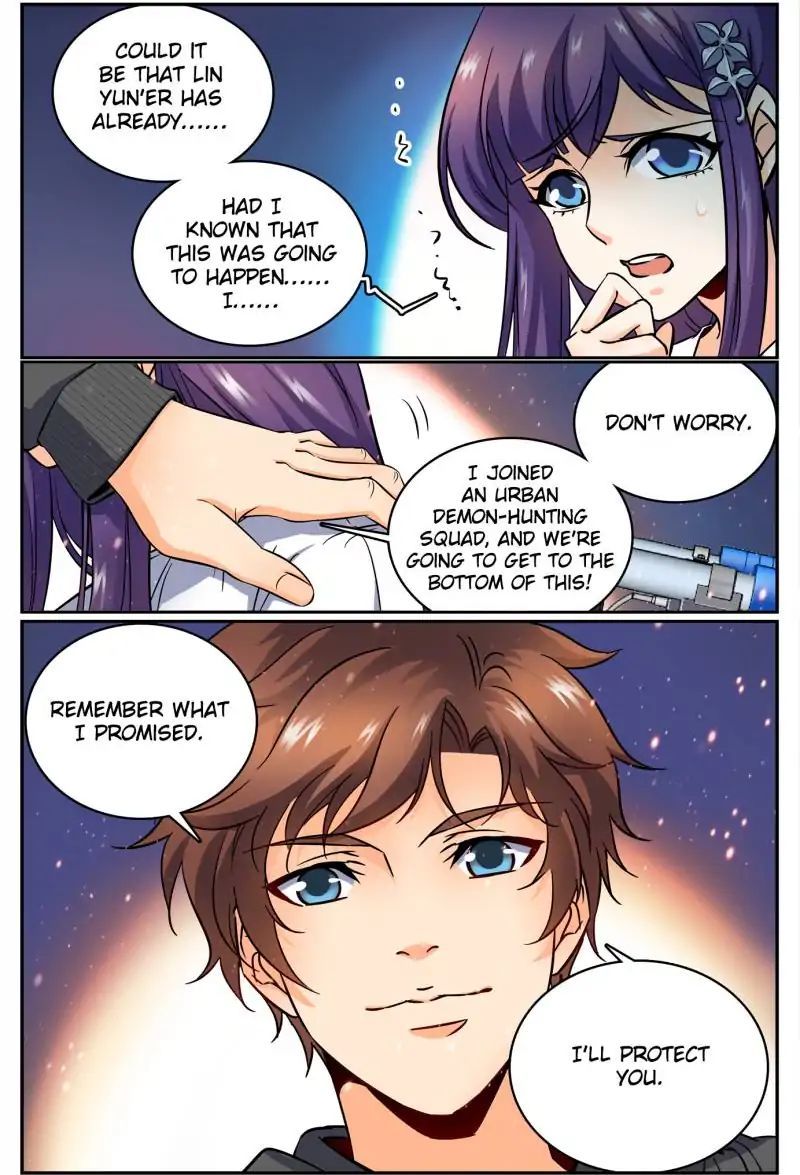 COULD IT
BE THAT LIN
YUN'ER HAS
ALREADY......
HAD I
KNOWN THAT
THIS WAS GOING
TO HAPPEN......
I......
DON'T WORRY.
I JOINED
AN URBAN
DEMON-HUNTING
SQUAD, AND WE'RE
GOING TO GET TO THE
BOTTOM OF THIS!
REMEMBER WHAT
I PROMISED.
I'LL PROTECT
YOU.